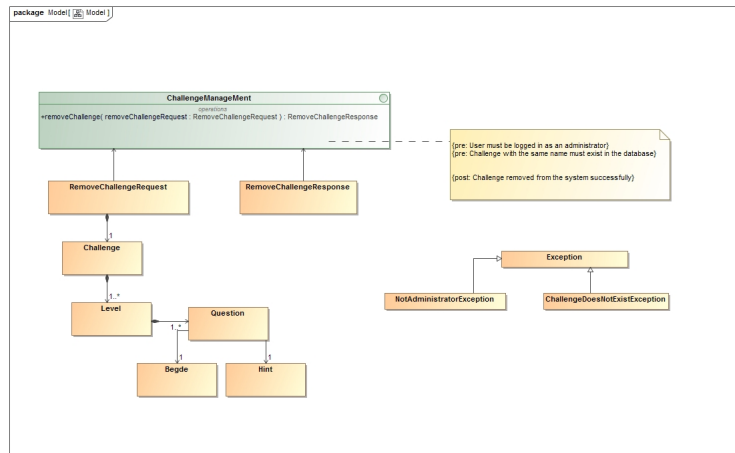 package Model [ Model ]
ChallengeManageMent
operations
+removeChallenge( removeChallengeRequest : RemoveChallengeRequest ) : RemoveChallengeResponse
{pre: User must be logged in as an administrator}
{pre: Challenge with the same name must exist in the database}
{post: Challenge removed from the system successfully}
RemoveChallengeRequest
RemoveChallengeResponse
1
Challenge
Exception
1..*
NotAdministratorException
ChallengeDoesNotExistException
Level
Question
1..*
1
1
Begde
Hint